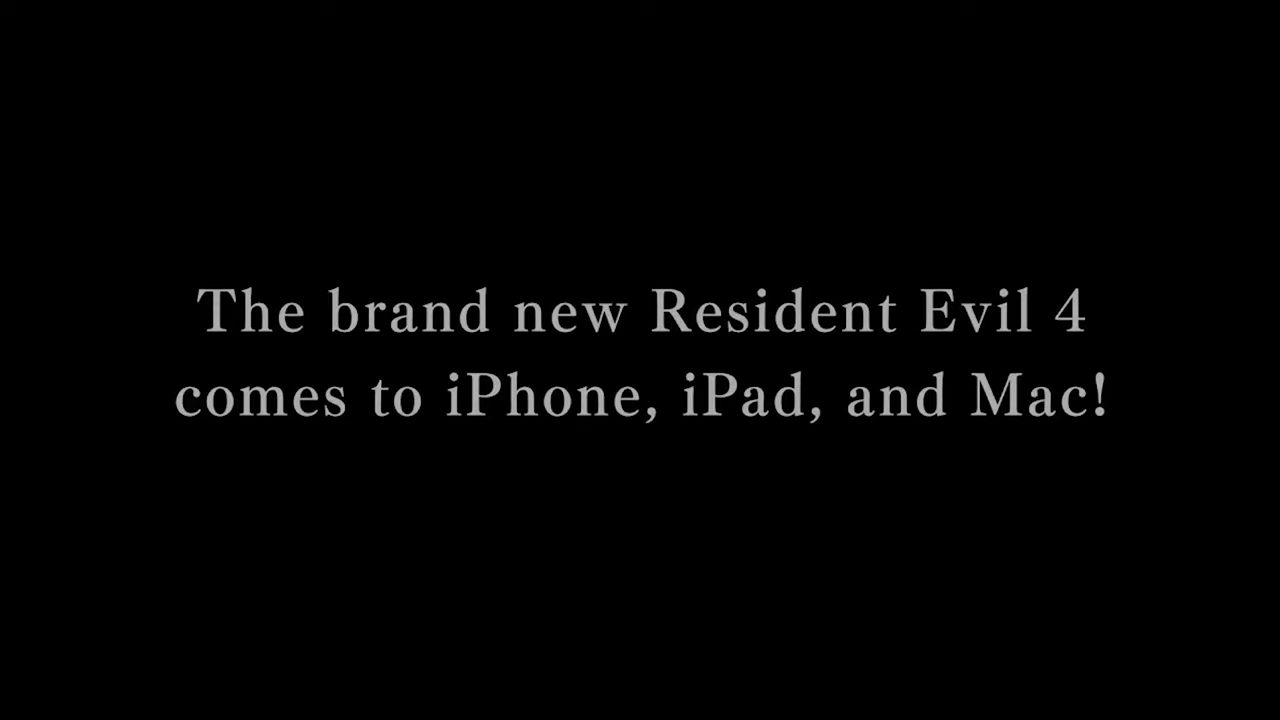 The brand new Resident Evil 4
comes to iPhone, iPad, and Mac!